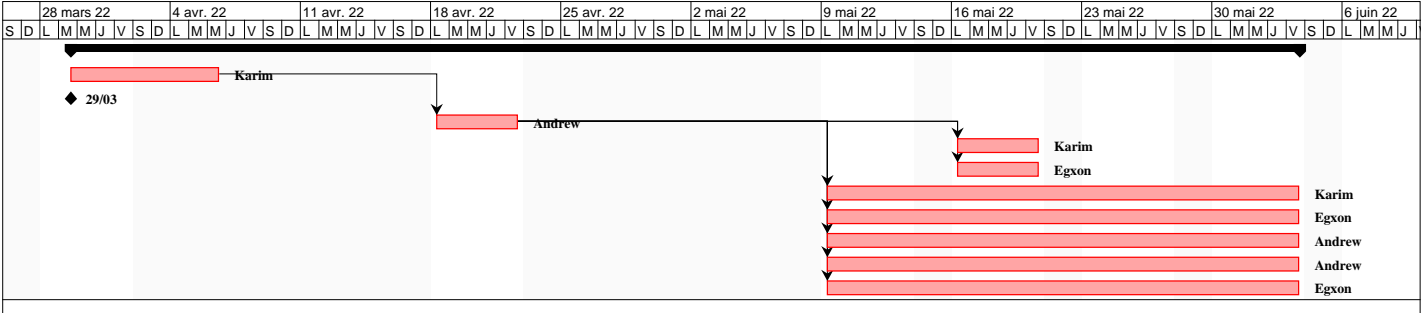 28 mars 22 4 avr. 22 11 avr. 22 18 avr. 22 25 avr. 22 2 mai 22 9 mai 22 16 mai 22 23 mai 22 30 mai 22 6 juin 22
S D L M M J V S D L M M J V S D L M M J V S D L M M J V S D L M M J V S D L M M J V S D L M M J V S D L M M J V S D L M M J V S D L M M J V S D L M M J
Karim
29/03
Andrew
Karim
Egxon
Karim
Egxon
Andrew
Andrew
Egxon